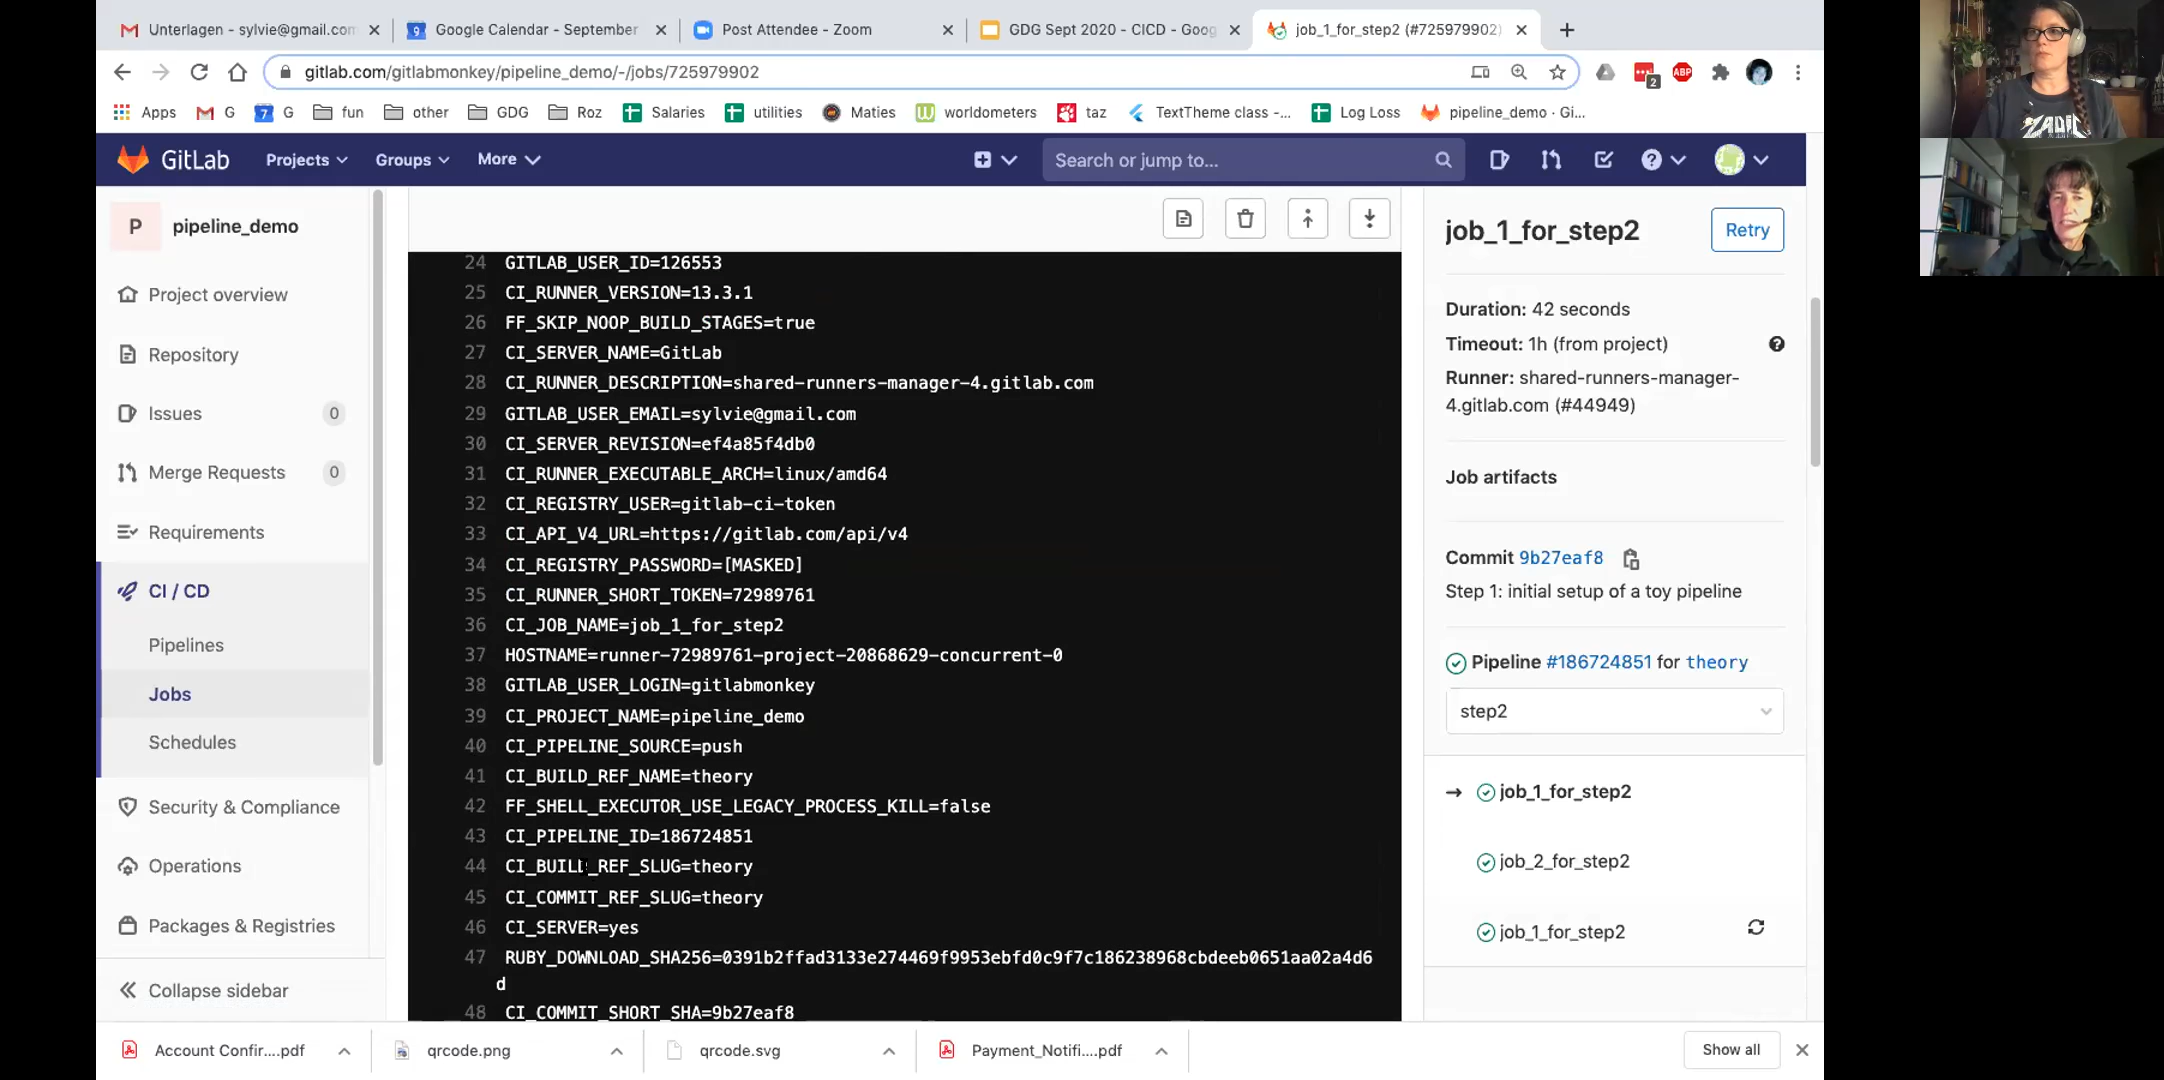 Unterlagen - sylvie@gmail.com
Google Calendar - September
Post Attendee - Zoom
GDG Sept 2020 - CICD - Goog
job_1_for_step2 (#725979902)
gitlab.com/gitlabmonkey/pipeline_demo/-/jobs/725979902
2
ABP
Apps
G
7
G
fun
other
GDG
Roz
Salaries
utilities
Maties
worldometers
taz
TextTheme class -...
Log Loss
pipeline_demo · Gi...
GitLab
Projects
Groups
More
Search or jump to...
P
pipeline_demo
Project overview
Repository
Issues 0
Merge Requests 0
Requirements
CI / CD
Pipelines
Jobs
Schedules
Security & Compliance
Operations
Packages & Registries
Collapse sidebar
24 GITLAB_USER_ID=126553
25 CI_RUNNER_VERSION=13.3.1
26 FF_SKIP_NOOP_BUILD_STAGES=true
27 CI_SERVER_NAME=GitLab
28 CI_RUNNER_DESCRIPTION=shared-runners-manager-4.gitlab.com
29 GITLAB_USER_EMAIL=sylvie@gmail.com
30 CI_SERVER_REVISION=ef4a85f4db0
31 CI_RUNNER_EXECUTABLE_ARCH=linux/amd64
32 CI_REGISTRY_USER=gitlab-ci-token
33 CI_API_V4_URL=https://gitlab.com/api/v4
34 CI_REGISTRY_PASSWORD=[MASKED]
35 CI_RUNNER_SHORT_TOKEN=72989761
36 CI_JOB_NAME=job_1_for_step2
37 HOSTNAME=runner-72989761-project-20868629-concurrent-0
38 GITLAB_USER_LOGIN=gitlabmonkey
39 CI_PROJECT_NAME=pipeline_demo
40 CI_PIPELINE_SOURCE=push
41 CI_BUILD_REF_NAME=theory
42 FF_SHELL_EXECUTOR_USE_LEGACY_PROCESS_KILL=false
43 CI_PIPELINE_ID=186724851
44 CI_BUILD_REF_SLUG=theory
45 CI_COMMIT_REF_SLUG=theory
46 CI_SERVER=yes
47 RUBY_DOWNLOAD_SHA256=0391b2ffad3133e274469f9953ebfd0c9f7c186238968cbdeeb0651aa02a4d6
d
48 CI_COMMIT_SHORT_SHA=9b27eaf8
job_1_for_step2
Retry
Duration: 42 seconds
Timeout: 1h (from project)
Runner: shared-runners-manager-
4.gitlab.com (#44949)
Job artifacts
Commit 9b27eaf8
Step 1: initial setup of a toy pipeline
Pipeline #186724851 for theory
step2
job_1_for_step2
job_2_for_step2
job_1_for_step2
Account Confir....pdf
qrcode.png
qrcode.svg
Payment_Notifi....pdf
Show all